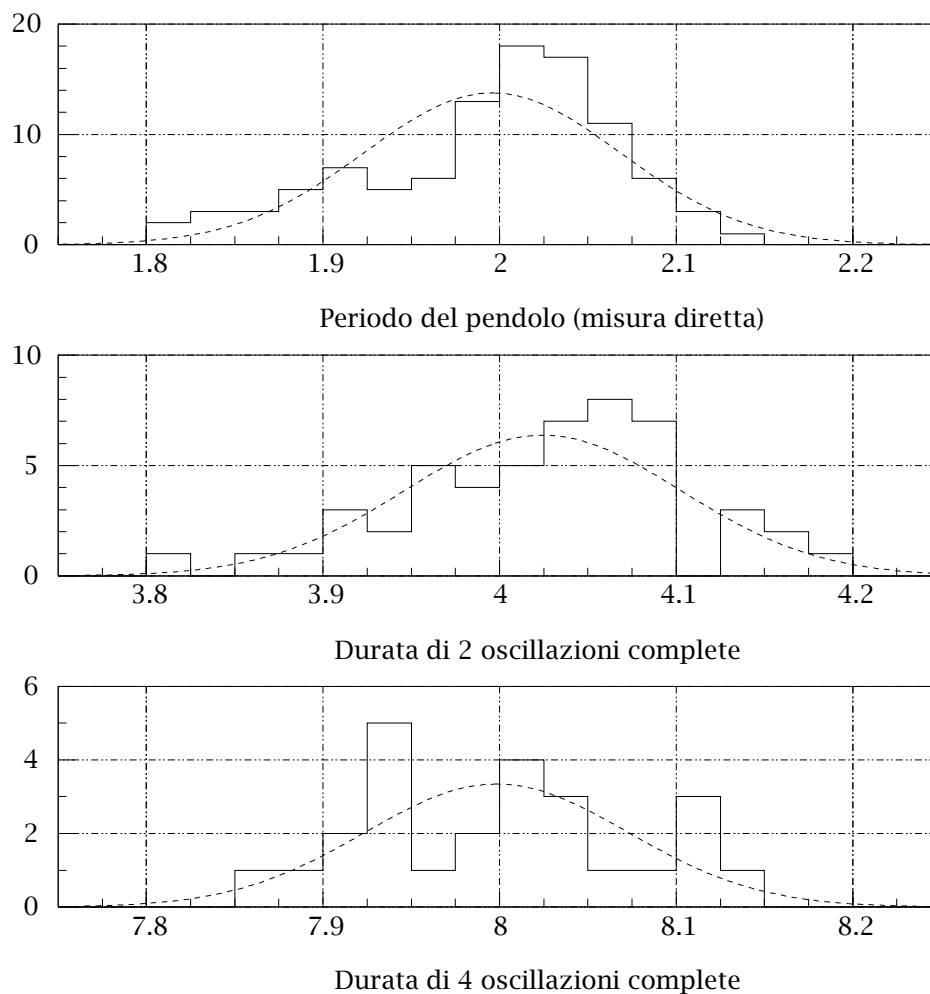 20
10
0
1.8 1.9 2 2.1 2.2
Periodo del pendolo (misura diretta)
10
5
0
3.8 3.9 4 4.1 4.2
Durata di 2 oscillazioni complete
6
4
2
0
7.8 7.9 8 8.1 8.2
Durata di 4 oscillazioni complete